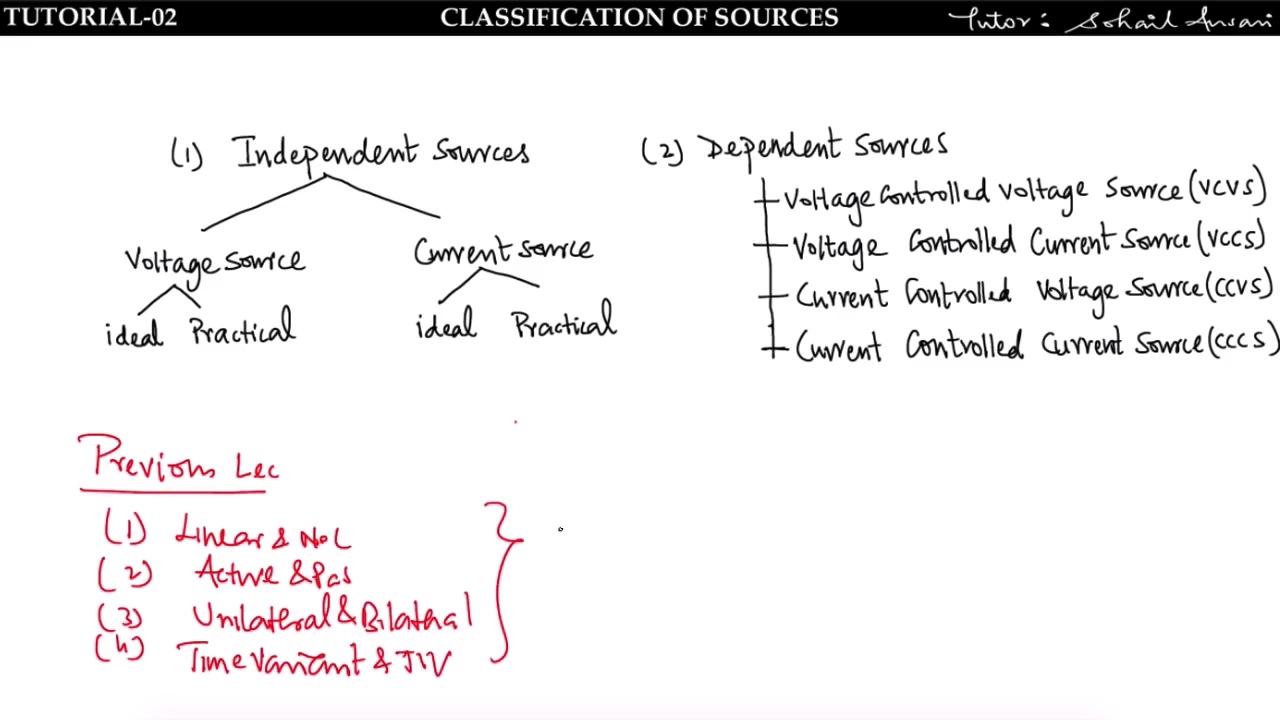 TUTORIAL-02
CLASSIFICATION OF SOURCES
Tutor: Sohail Ansari
(1) Independent Sources
Voltage Source
ideal Practical
Current Source
ideal Practical
(2) Dependent Sources
Voltage Controlled Voltage Source (VCVS)
Voltage Controlled Current Source (VCCS)
Current Controlled Voltage Source (CCVS)
Current Controlled Current Source (CCCS)
Previous Lec
(1) Linear & NoL
(2) Active & Pas
(3) Unilateral & Bilateral
(4) Time Variant & TIV